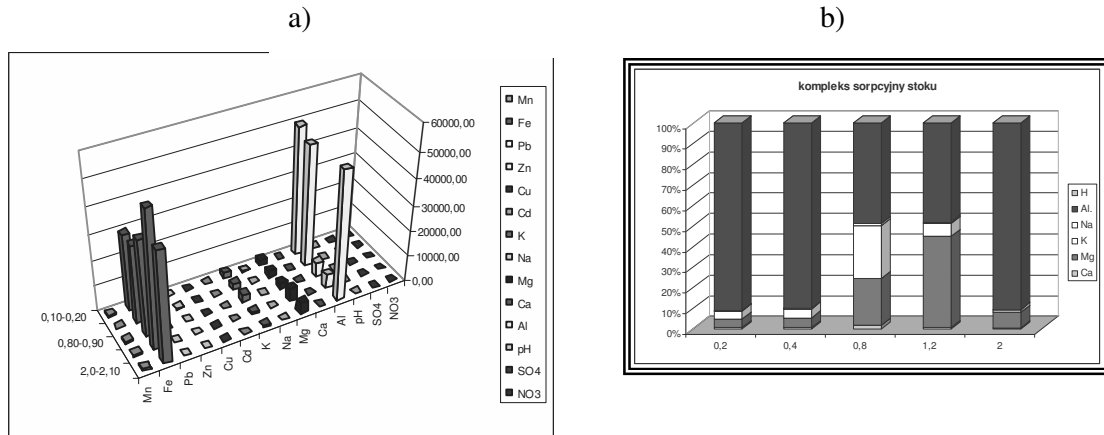 a)
60000,00
50000,00
40000,00
30000,00
20000,00
10000,00
0,00
0,10-0,20
0,80-0,90
2,0-2,10
Mn
Fe
Pb
Zn
Cu
Cd
K
Na
Mg
Ca
Al
pH
SO4
NO3
Mn
Fe
Pb
Zn
Cu
Cd
K
Na
Mg
Ca
Al
pH
SO4
NO3
b)
kompleks sorpcyjny stoku
100%
90%
80%
70%
60%
50%
40%
30%
20%
10%
0%
0,2 0,4 0,8 1,2 2
H
Al.
Na
K
Mg
Ca